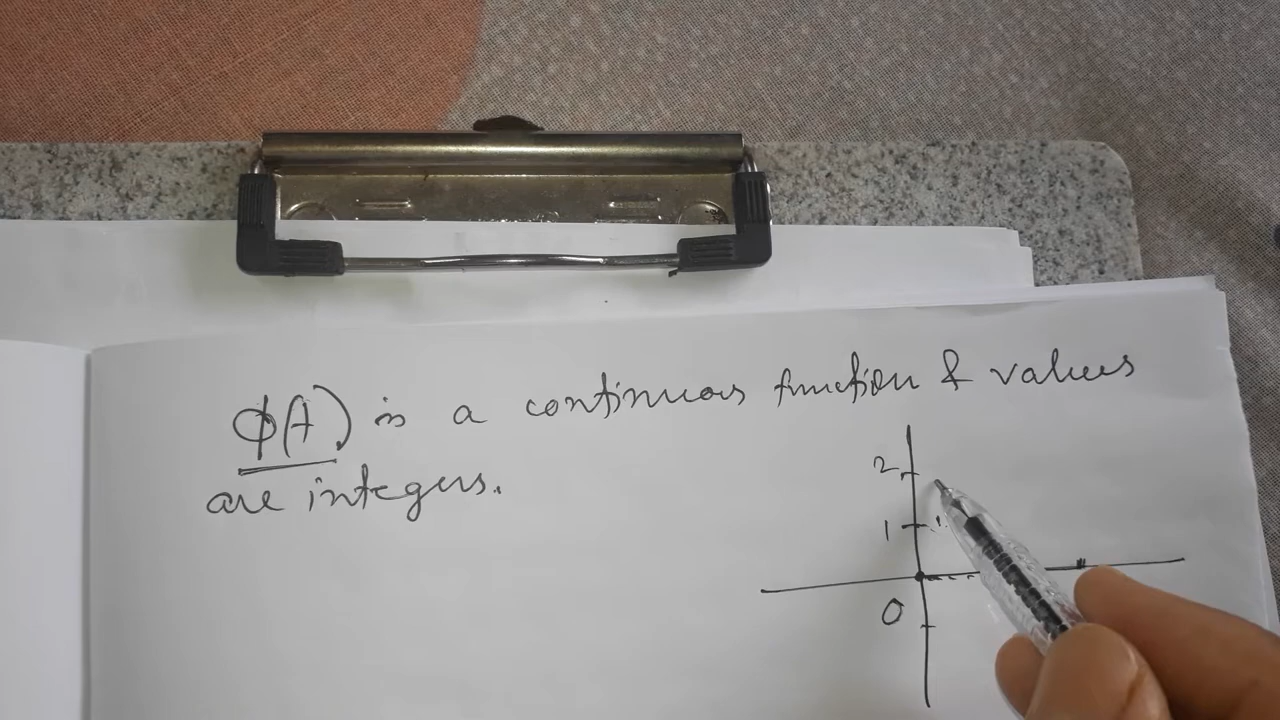 ϕ(A) is a continuous function & values
are integers.
2
1
0